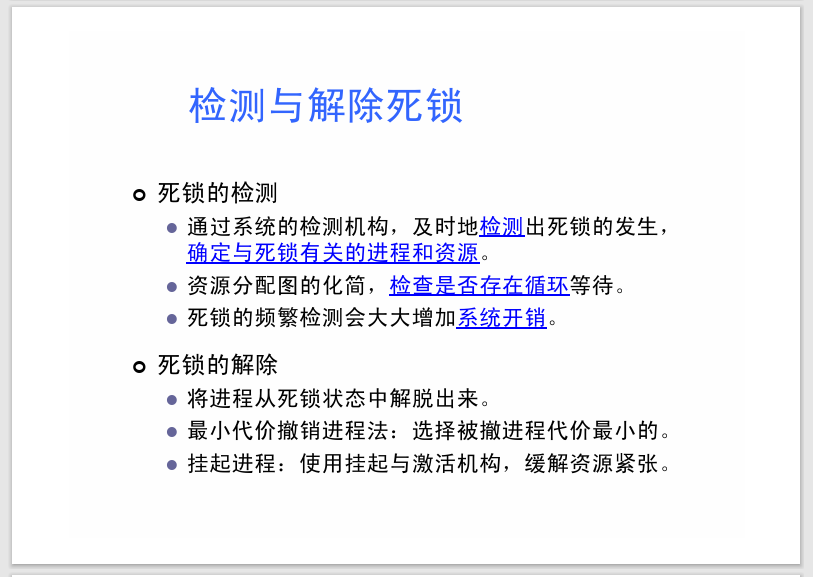 检测与解除死锁
死锁的检测
通过系统的检测机构，及时地检测出死锁的发生，
确定与死锁有关的进程和资源。
资源分配图的化简，检查是否存在循环等待。
死锁的频繁检测会大大增加系统开销。
死锁的解除
将进程从死锁状态中解脱出来。
最小代价撤销进程法：选择被撤进程代价最小的。
挂起进程：使用挂起与激活机构，缓解资源紧张。